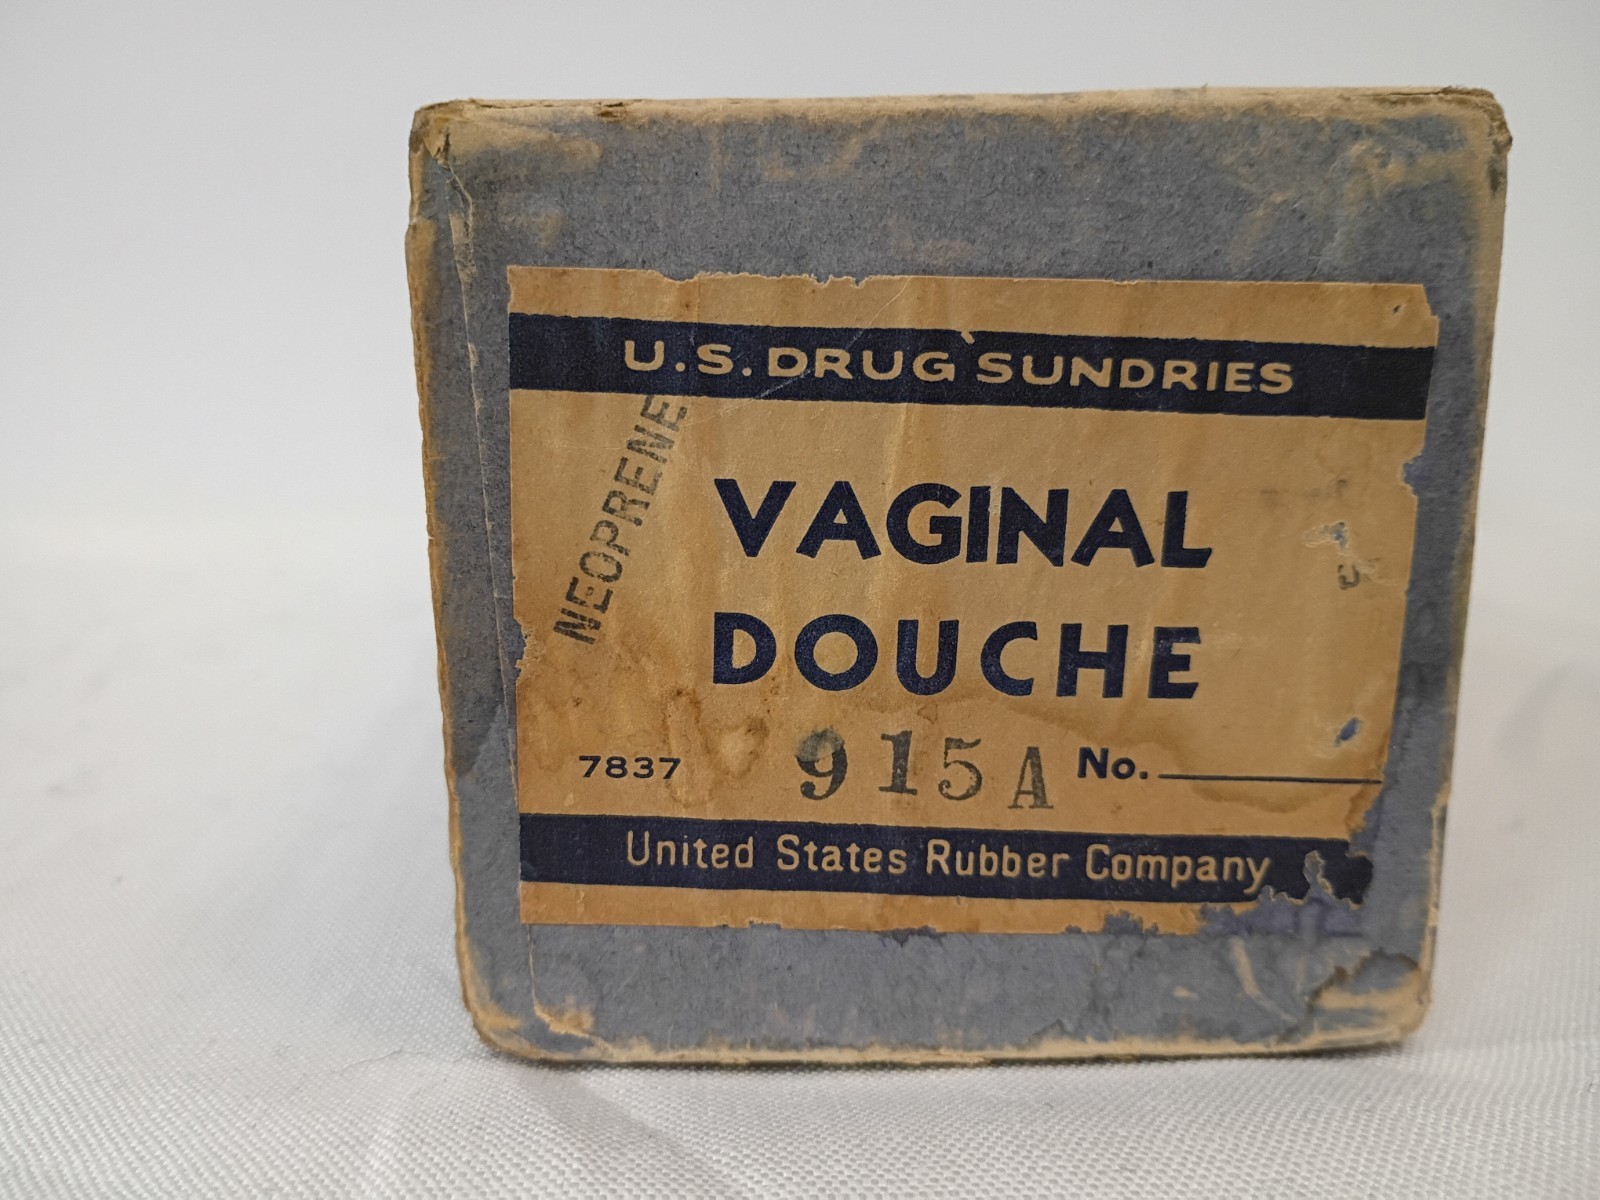 U.S. DRUG SUNDRIES
NEOPRENE
VAGINAL
DOUCHE
7837 915A No.
United States Rubber Company